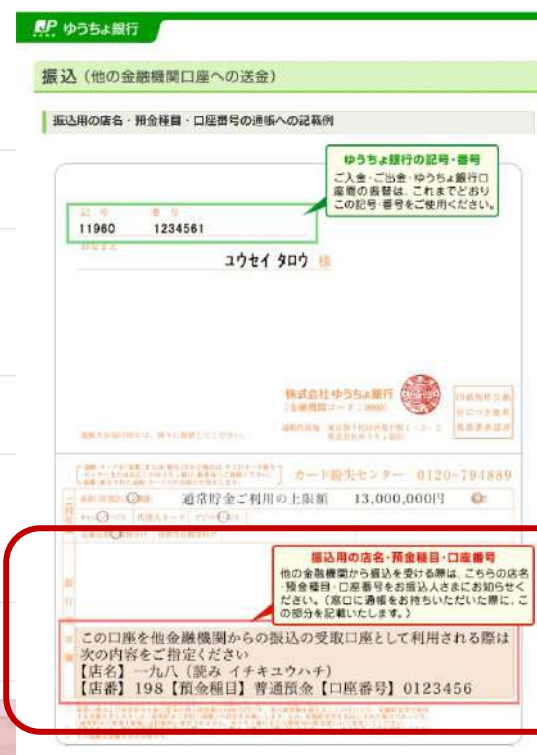 JP ゆうちょ銀行
振込(他の金融機関口座への送金)
振込用の店名・預金種目・口座番号の通帳への記載例
ゆうちょ銀行の記号・番号
ご入金・ご出金・ゆうちょ銀行口
座間の振替は、これまでどおり
この記号・番号をご使用ください。
記号 番号
11960 1234561
おなまえ
ユウセイ タロウ 様
株式会社ゆうちょ銀行
(金融機関コード:9900)
カード紛失センター 0120-794889
通常貯金ご利用の上限額 13,000,000円
振込用の店名・預金種目・口座番号
他の金融機関から振込を受ける際は、こちらの店名
・預金種目・口座番号をお振込人さまにお知らせく
ださい。(窓口に通帳をお持ちいただいた際に、こ
の部分を記載いたします。)
この口座を他金融機関からの振込の受取口座として利用される際は
次の内容をご指定ください
【店名】一九八(読み イチキユウハチ)
【店番】198【預金種目】普通預金【口座番号】0123456